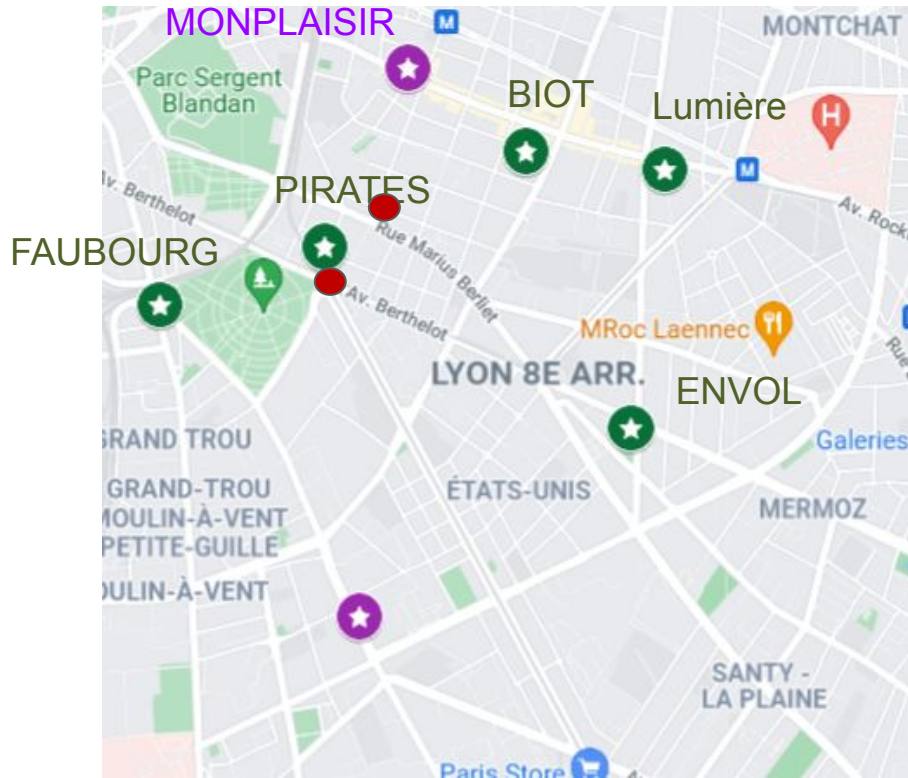 MONPLAISIR
M
MONTCHAT
Parc Sergent
Blandan
BIOT
Lumière
H
M
Av. Berthelot
PIRATES
Av. Rock
FAUBOURG
Rue Marius Berliet
Av. Berthelot
MRoc Laennec
Rue
LYON 8E ARR.
ENVOL
GRAND TROU
Galeries
GRAND-TROU
MOULIN-À-VENT
PETITE-GUILLE
ÉTATS-UNIS
MERMOZ
OULIN-À-VENT
SANTY -
LA PLAINE
Paris Store